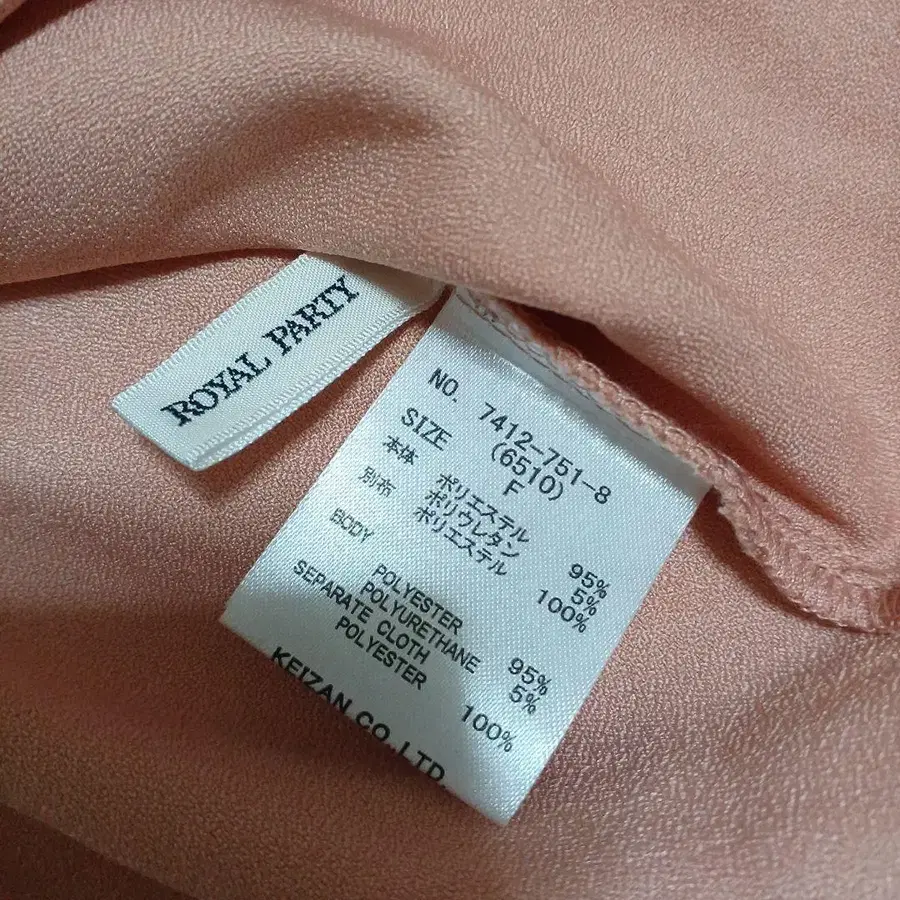 ROYAL PARTY
NO. 7412-751-8
(6510)
SIZE F
本体 ポリエステル 95%
ポリウレタン 5%
別布 ポリエステル 100%
BODY
POLYESTER 95%
POLYURETHANE 5%
SEPARATE CLOTH
POLYESTER 100%
KEIZAN CO.,LTD.